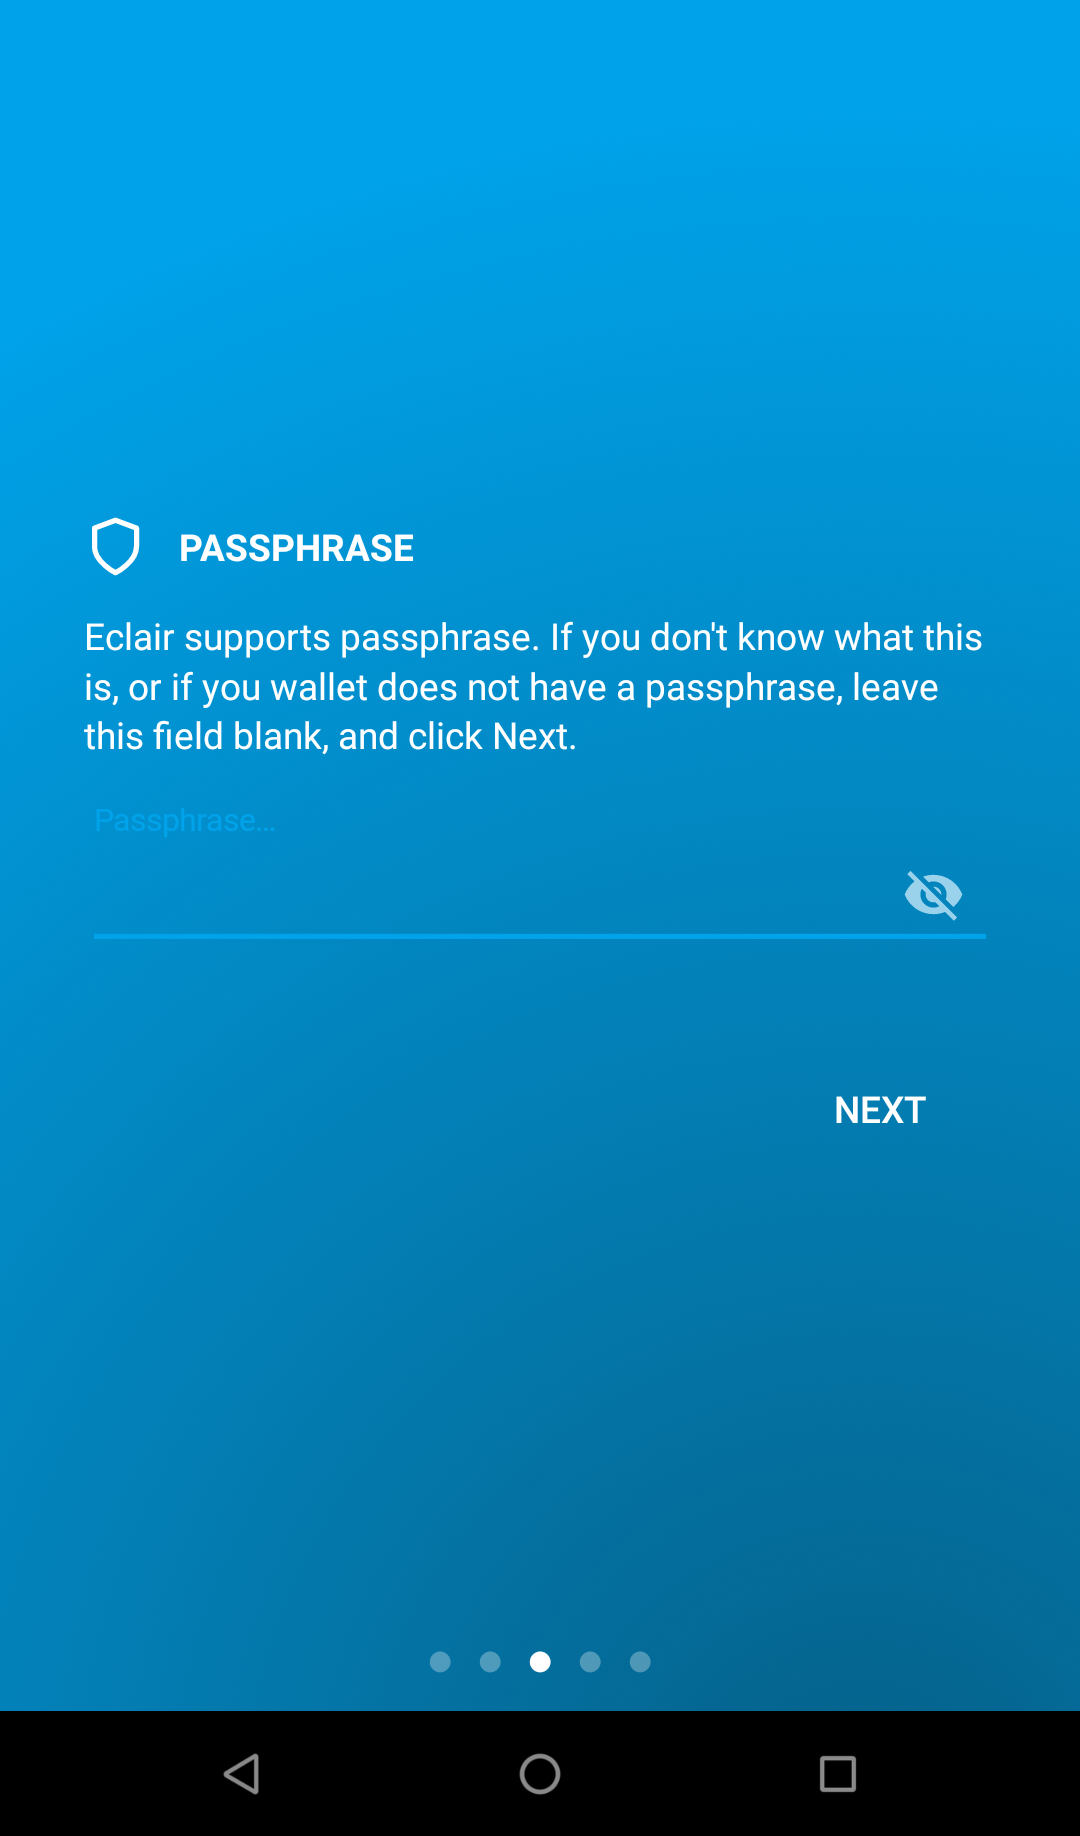 PASSPHRASE
Eclair supports passphrase. If you don't know what this
is, or if you wallet does not have a passphrase, leave
this field blank, and click Next.
Passphrase...
NEXT